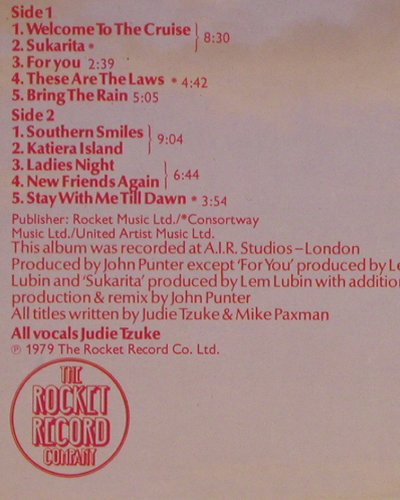 Side 1
1. Welcome To The Cruise
2. Sukarita *
8:30
3. For you 2:39
4. These Are The Laws * 4:42
5. Bring The Rain 5:05
Side 2
1. Southern Smiles
2. Katiera Island
9:04
3. Ladies Night
4. New Friends Again
6:44
5. Stay With Me Till Dawn * 3:54
Publisher: Rocket Music Ltd./*Consortway
Music Ltd./United Artist Music Ltd.
This album was recorded at A.I.R. Studios – London
Produced by John Punter except 'For You' produced by Le
Lubin and 'Sukarita' produced by Lem Lubin with addition
production & remix by John Punter
All titles written by Judie Tzuke & Mike Paxman
All vocals Judie Tzuke
℗ 1979 The Rocket Record Co. Ltd.
THE
ROCKET
RECORD
COMPANY